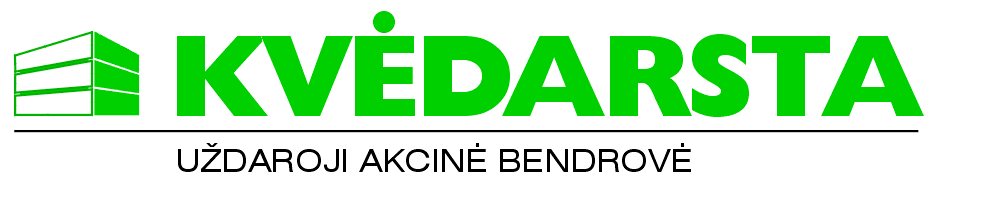 KVĖDARSTA
UŽDAROJI AKCINĖ BENDROVĖ